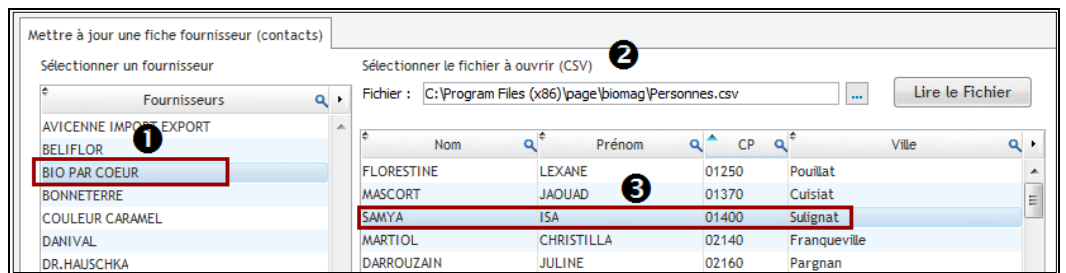 Mettre à jour une fiche fournisseur (contacts)
Sélectionner un fournisseur
Fournisseurs
AVICENNE IMPORT EXPORT
1
BELIFLOR
BIO PAR COEUR
BONNETERRE
COULEUR CARAMEL
DANIVAL
DR.HAUSCHKA
Sélectionner le fichier à ouvrir (CSV) 2
Fichier : C:\Program Files (x86)\page\biomag\Personnes.csv ... Lire le Fichier
Nom Prénom CP Ville
FLORESTINE LEXANE 01250 Pouillat
MASCORT JAOUAD 3 01370 Cuisiat
SAMYA ISA 01400 Sulignat
MARTIOL CHRISTILLA 02140 Franqueville
DARROUZAIN JULINE 02160 Pargnan